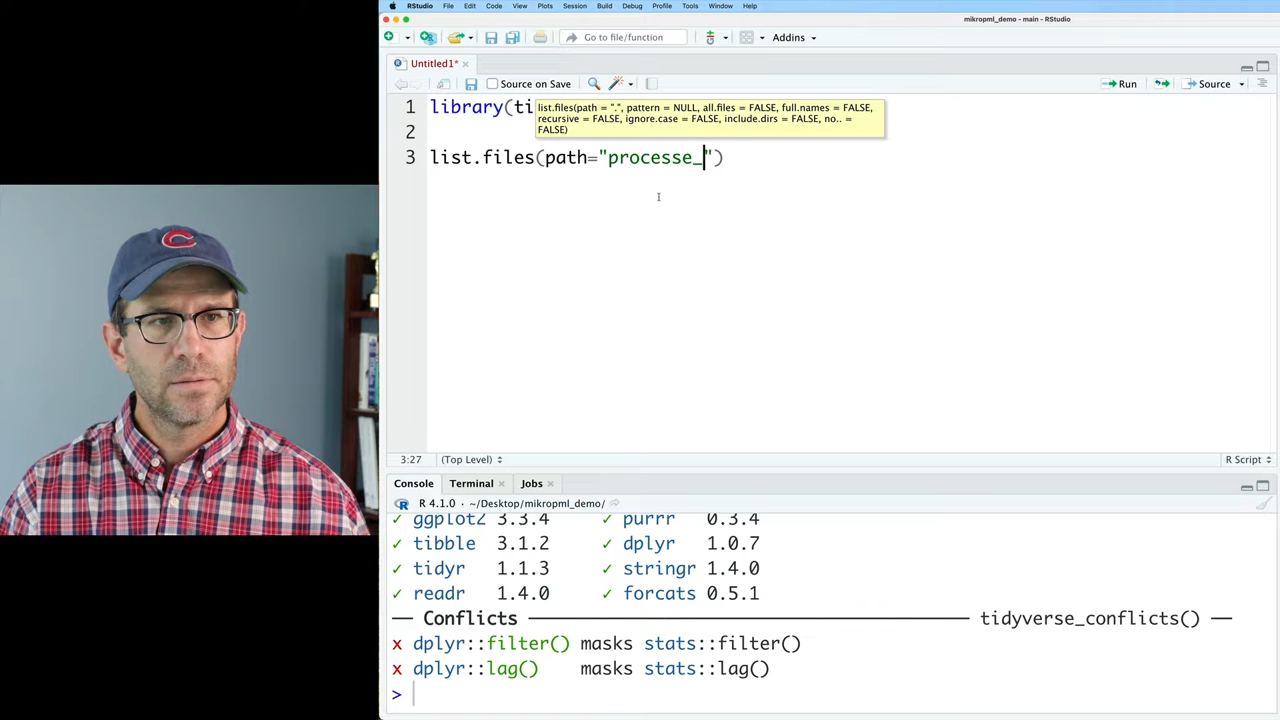 RStudio File Edit Code View Plots Session Build Debug Profile Tools Window Help
mikropml_demo - main - RStudio
Go to file/function Addins
Untitled1*
Source on Save Run Source
1 library(ti
list.files(path = ".", pattern = NULL, all.files = FALSE, full.names = FALSE,
recursive = FALSE, ignore.case = FALSE, include.dirs = FALSE, no.. =
FALSE)
2
3 list.files(path="processe_")
3:27 (Top Level) R Script
Console Terminal Jobs
R 4.1.0 · ~/Desktop/mikropml_demo/
✓ ggplot2 3.3.4 ✓ purrr 0.3.4
✓ tibble 3.1.2 ✓ dplyr 1.0.7
✓ tidyr 1.1.3 ✓ stringr 1.4.0
✓ readr 1.4.0 ✓ forcats 0.5.1
── Conflicts ── tidyverse_conflicts() ──
x dplyr::filter() masks stats::filter()
x dplyr::lag() masks stats::lag()
>
C